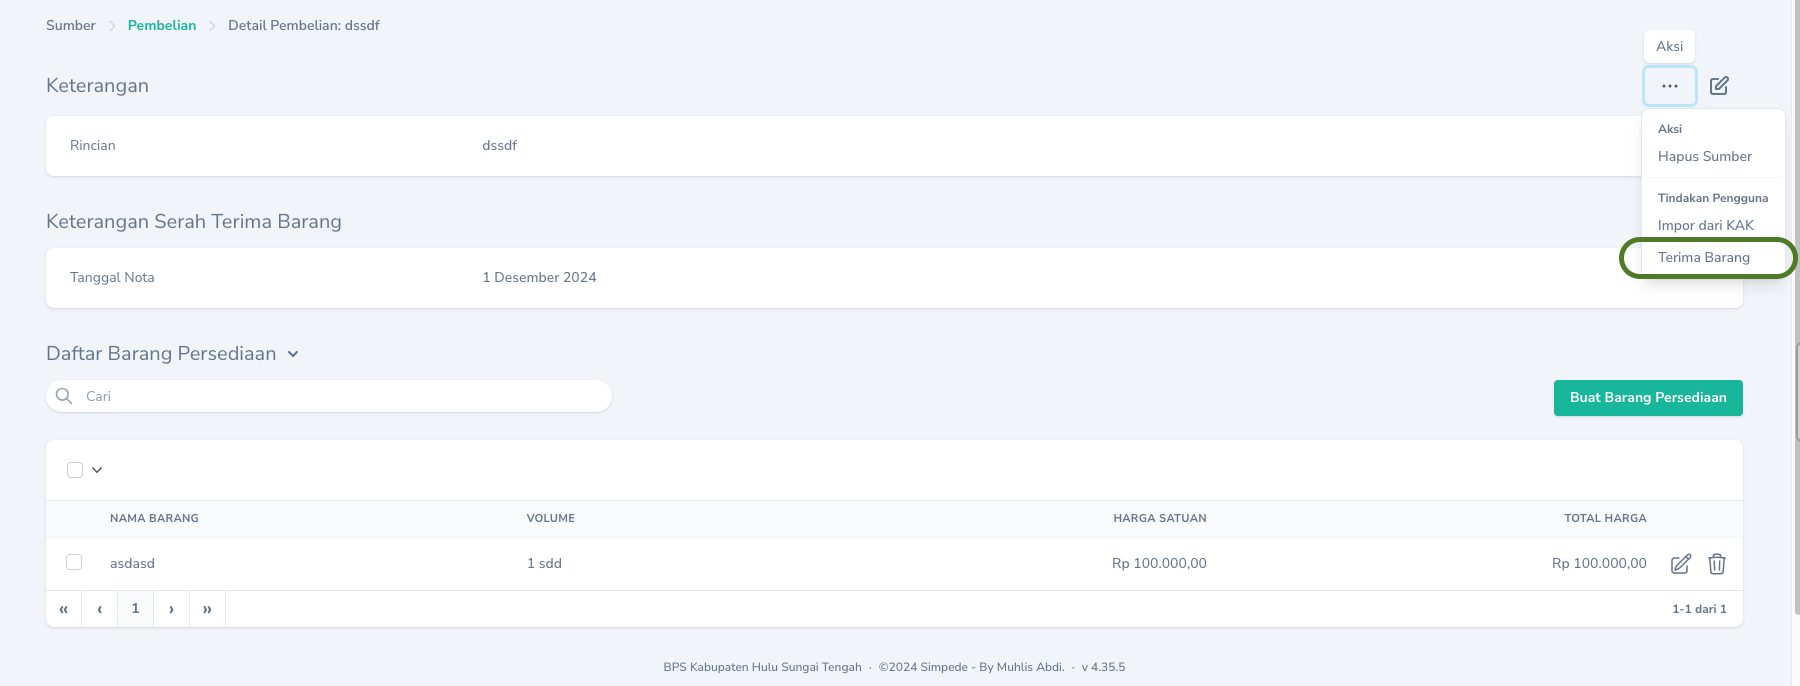 Sumber > Pembelian > Detail Pembelian: dssdf
Aksi
Keterangan
...
Aksi
Hapus Sumber
Tindakan Pengguna
Impor dari KAK
Terima Barang
Rincian dssdf
Keterangan Serah Terima Barang
Tanggal Nota 1 Desember 2024
Daftar Barang Persediaan
Cari
Buat Barang Persediaan
NAMA BARANG VOLUME HARGA SATUAN TOTAL HARGA
asdasd 1 sdd Rp 100.000,00 Rp 100.000,00
« ‹ 1 › » 1-1 dari 1
BPS Kabupaten Hulu Sungai Tengah · ©2024 Simpede - By Muhlis Abdi. · v 4.35.5